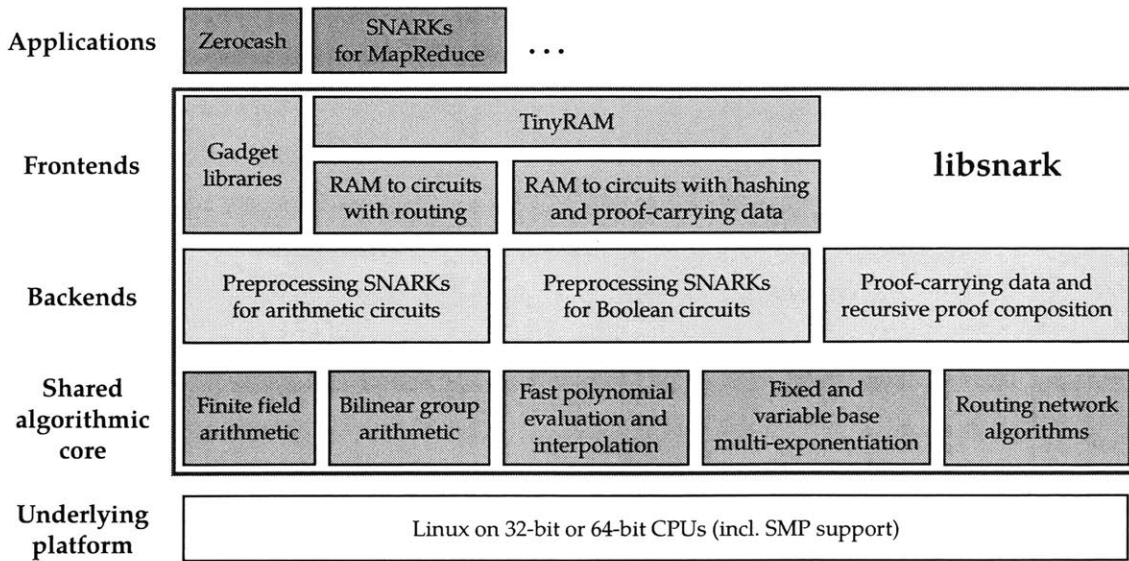 Applications
Zerocash
SNARKs
for MapReduce
...
Frontends
Gadget
libraries
TinyRAM
RAM to circuits
with routing
RAM to circuits with hashing
and proof-carrying data
libsnark
Backends
Preprocessing SNARKs
for arithmetic circuits
Preprocessing SNARKs
for Boolean circuits
Proof-carrying data and
recursive proof composition
Shared
algorithmic
core
Finite field
arithmetic
Bilinear group
arithmetic
Fast polynomial
evaluation and
interpolation
Fixed and
variable base
multi-exponentiation
Routing network
algorithms
Underlying
platform
Linux on 32-bit or 64-bit CPUs (incl. SMP support)